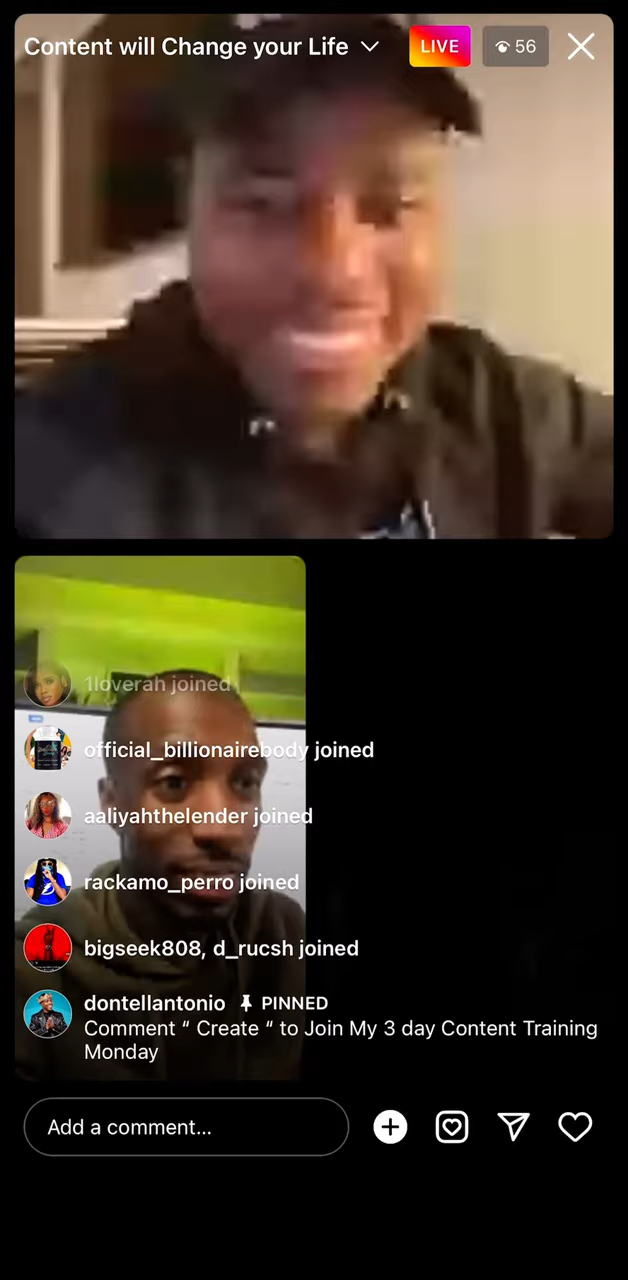 Content will Change your Life
LIVE
56
1loverah joined
official_billionairebody joined
aaliyahthelender joined
rackamo_perro joined
bigseek808, d_rucsh joined
dontellantonio PINNED
Comment “ Create “ to Join My 3 day Content Training
Monday
Add a comment...